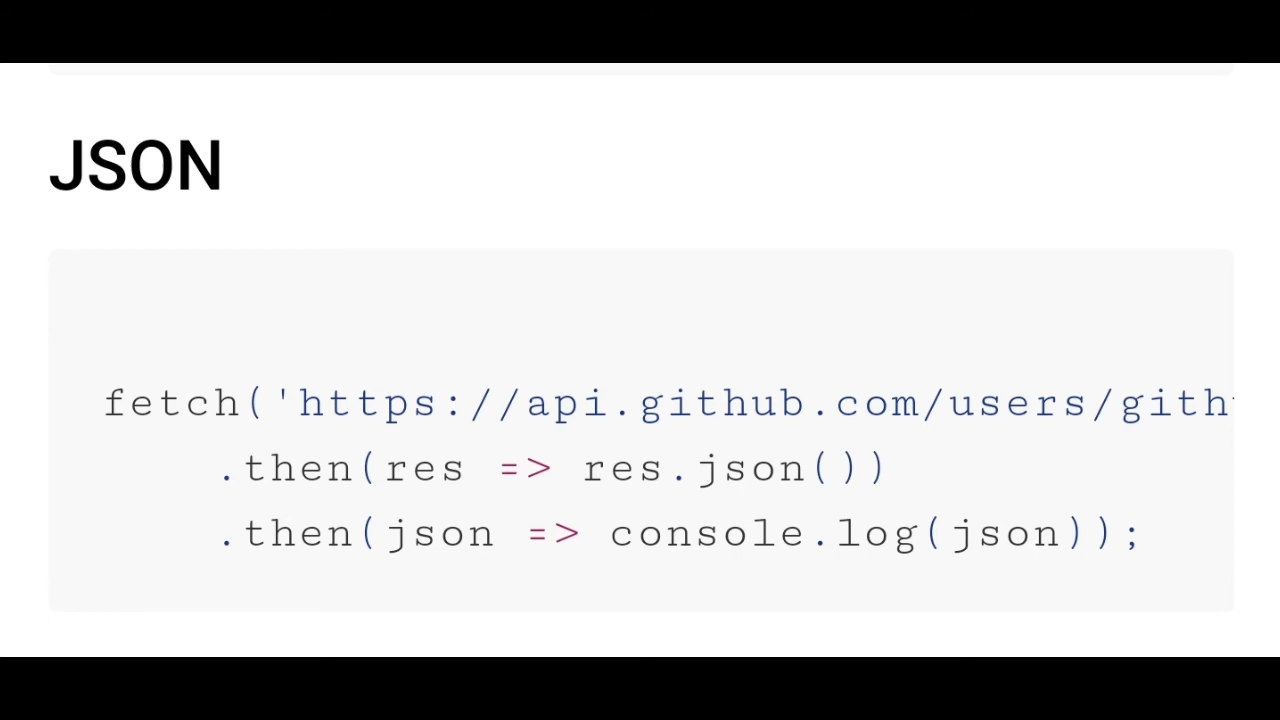 JSON
fetch('https://api.github.com/users/gith
.then(res => res.json())
.then(json => console.log(json));